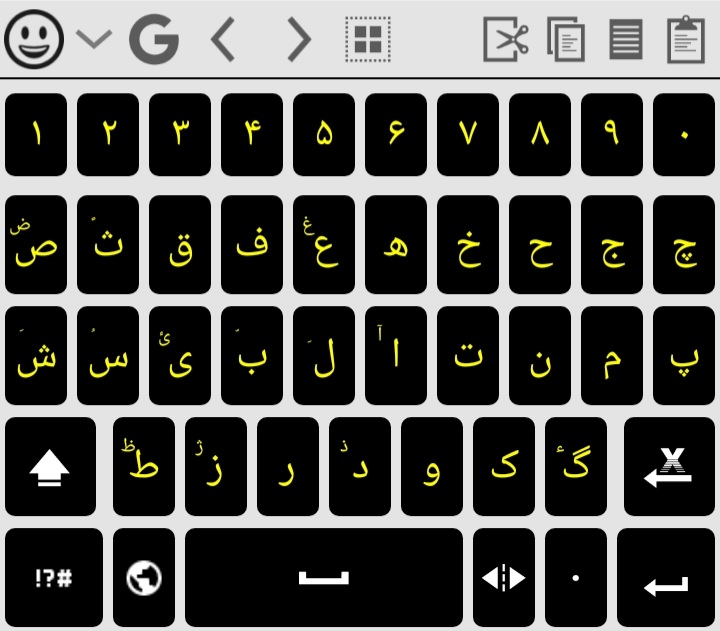 G
۱ ۲ ۳ ۴ ۵ ۶ ۷ ۸ ۹ ۰
ض ص ث ق ف غ ع ه خ ح ج چ
ش س ئ ی ب ل آ ا ت ن م پ
ظ ط ژ ز ر ذ د و ک گ ء X
!?# .